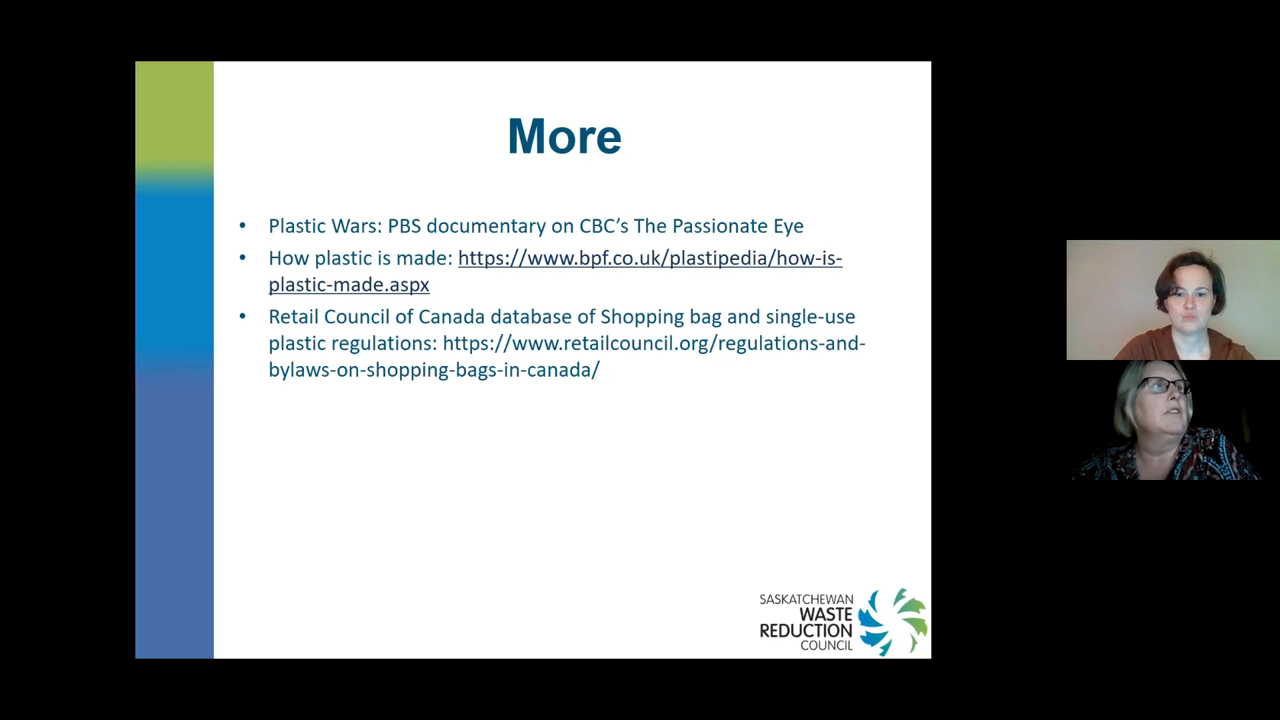 More
• Plastic Wars: PBS documentary on CBC's The Passionate Eye
• How plastic is made: https://www.bpf.co.uk/plastipedia/how-is-
plastic-made.aspx
• Retail Council of Canada database of Shopping bag and single-use
plastic regulations: https://www.retailcouncil.org/regulations-and-
bylaws-on-shopping-bags-in-canada/
SASKATCHEWAN
WASTE
REDUCTION
COUNCIL